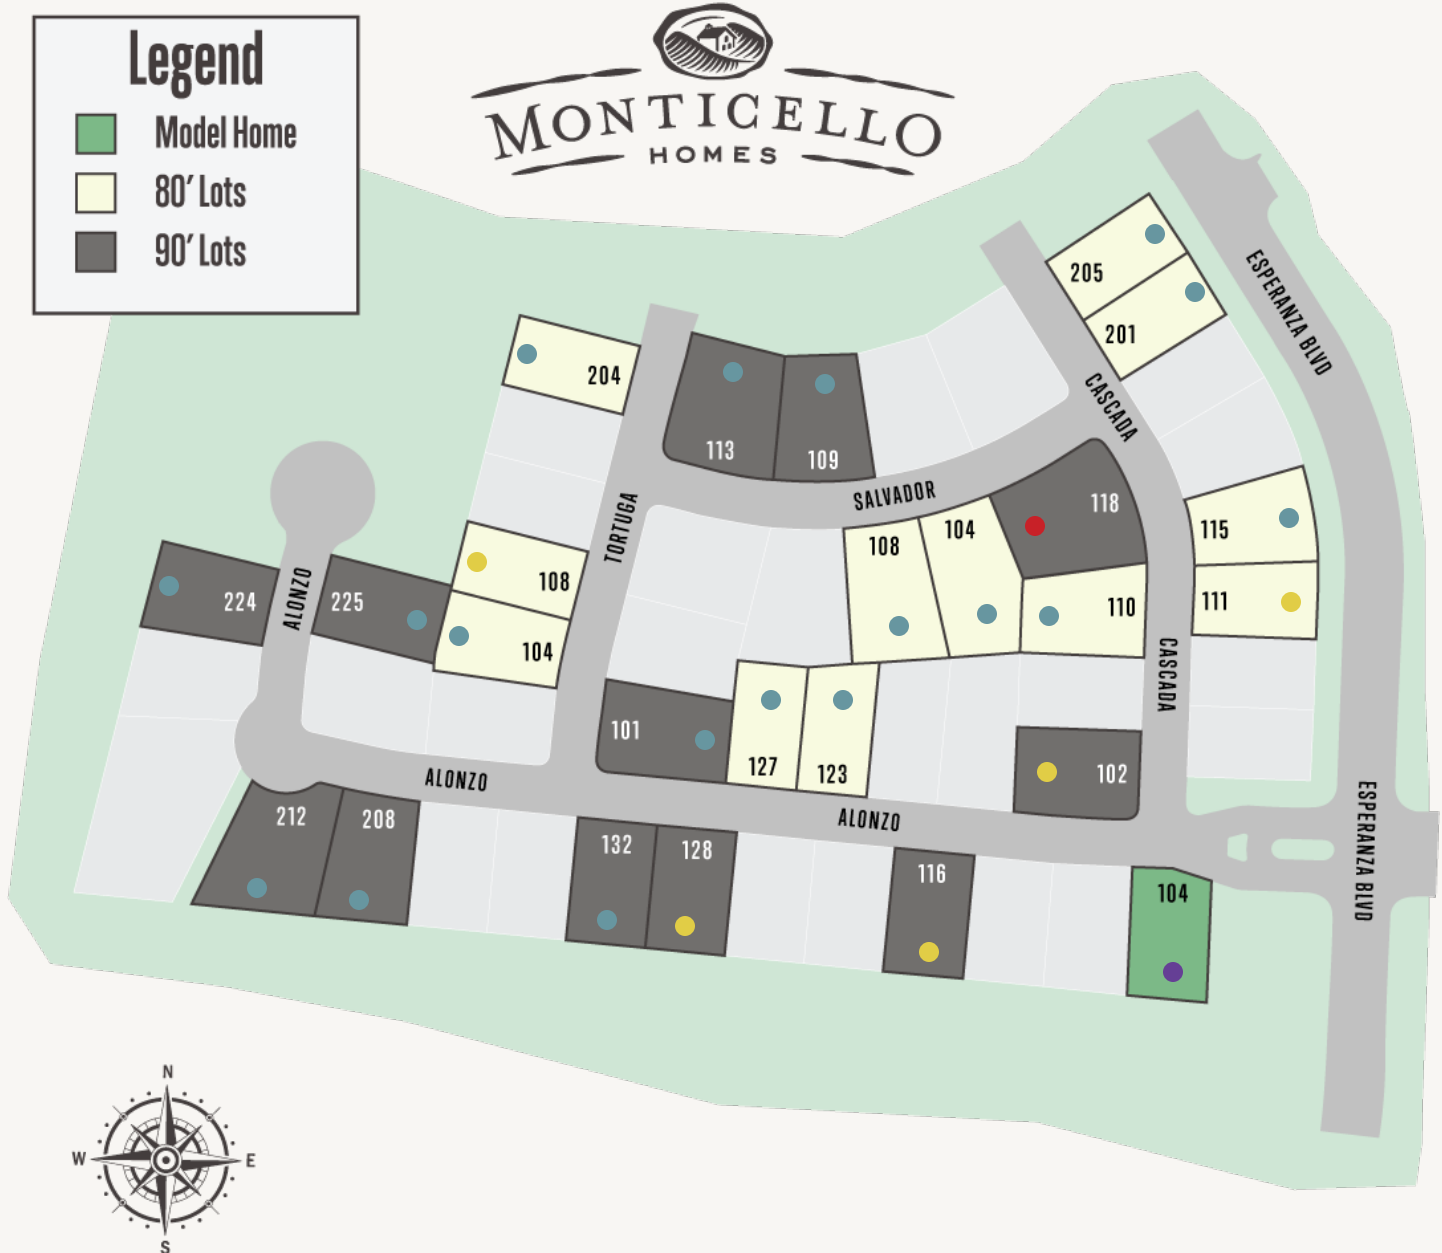 Legend
Model Home
80' Lots
90' Lots
MONTICELLO
HOMES
205
201
ESPERANZA BLVD
204
113
109
CASCADA
SALVADOR
118
TORTUGA
108
104
115
224
ALONZO
225
108
104
110
111
CASCADA
101
127
123
102
ALONZO
212
208
ALONZO
132
128
116
104
ESPERANZA BLVD
N
W
E
S